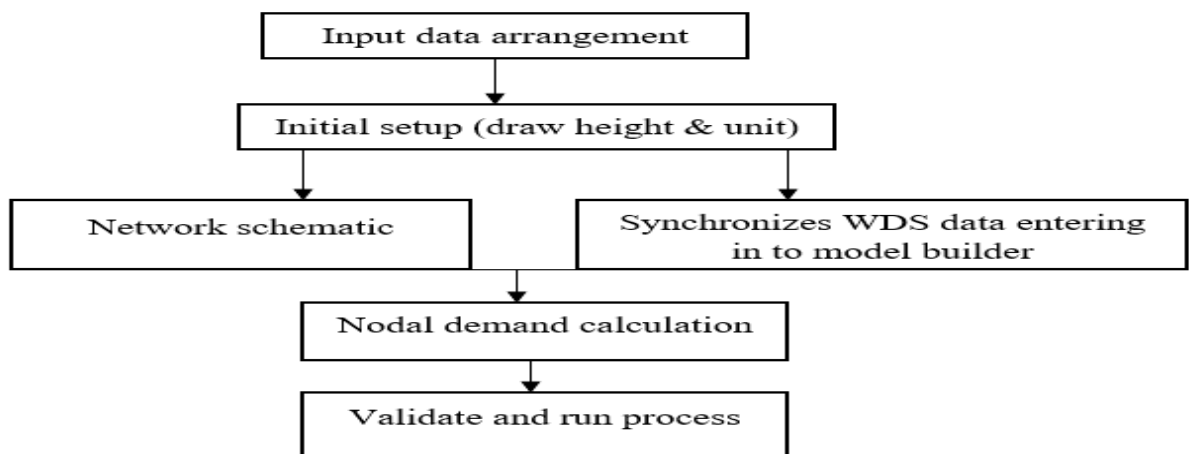 Input data arrangement
Initial setup (draw height & unit)
Network schematic
Synchronizes WDS data entering
in to model builder
Nodal demand calculation
Validate and run process